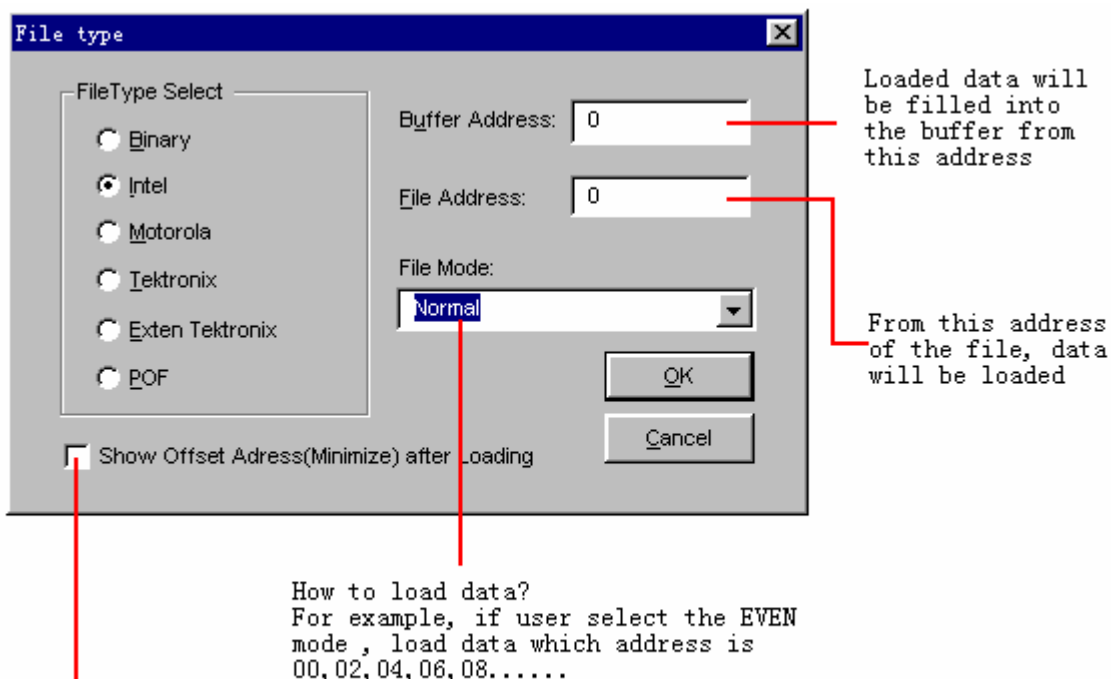 File type
FileType Select
Binary
Intel
Motorola
Tektronix
Exten Tektronix
POF
Buffer Address: 0
File Address: 0
File Mode:
Normal
OK
Cancel
Show Offset Adress(Minimize) after Loading
Loaded data will
be filled into
the buffer from
this address
From this address
of the file, data
will be loaded
How to load data?
For example, if user select the EVEN
mode , load data which address is
00,02,04,06,08......